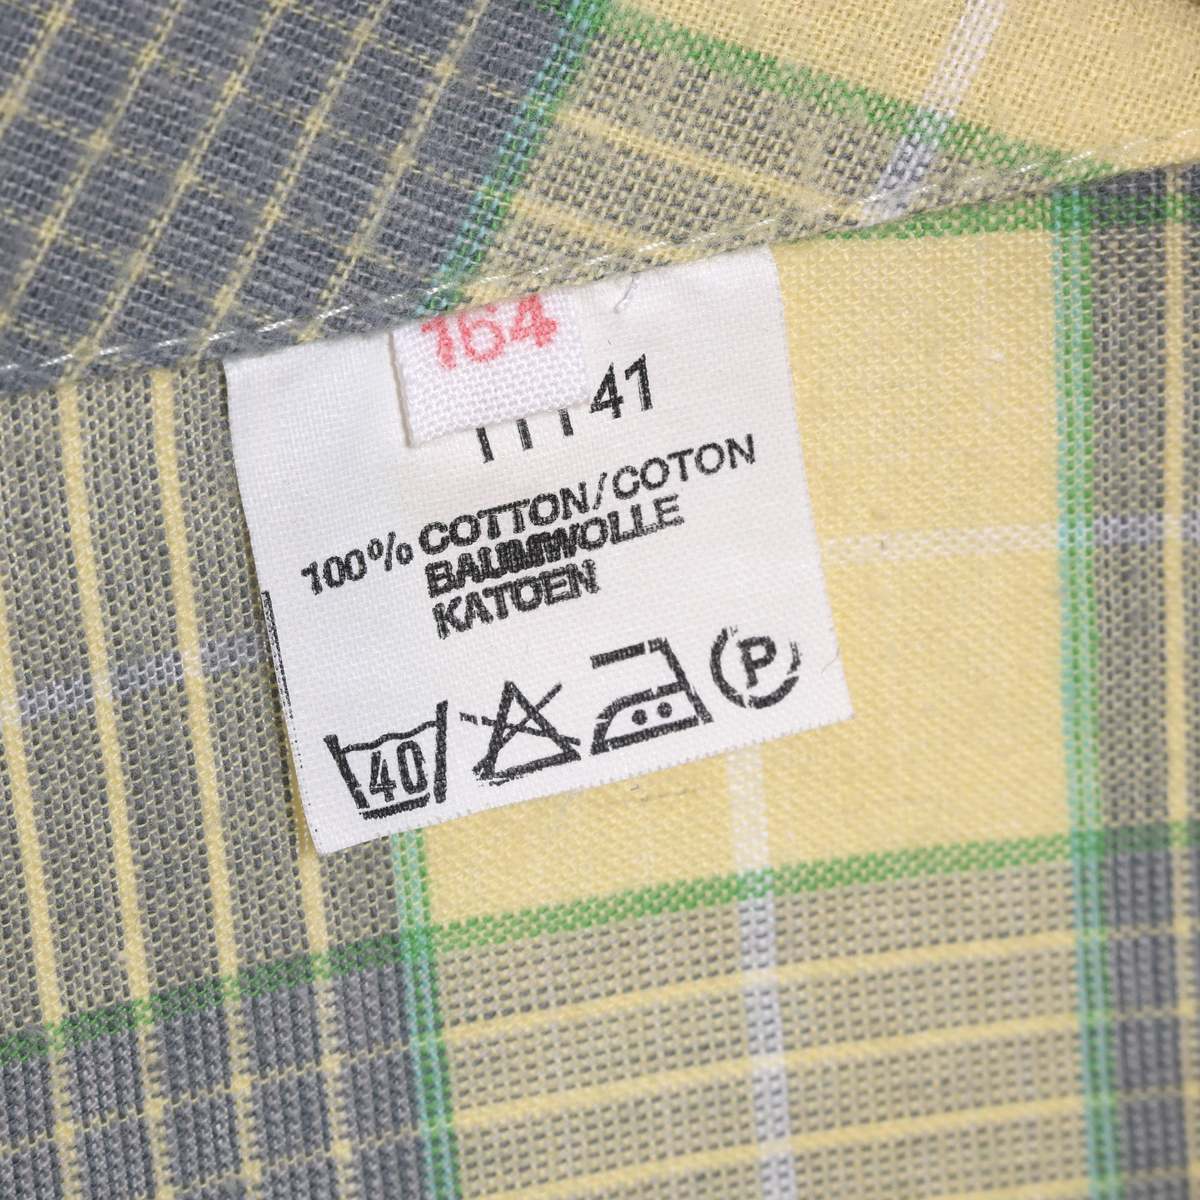 164
41
100% COTTON/COTON
BAUMWOLLE
KATOEN
40
P